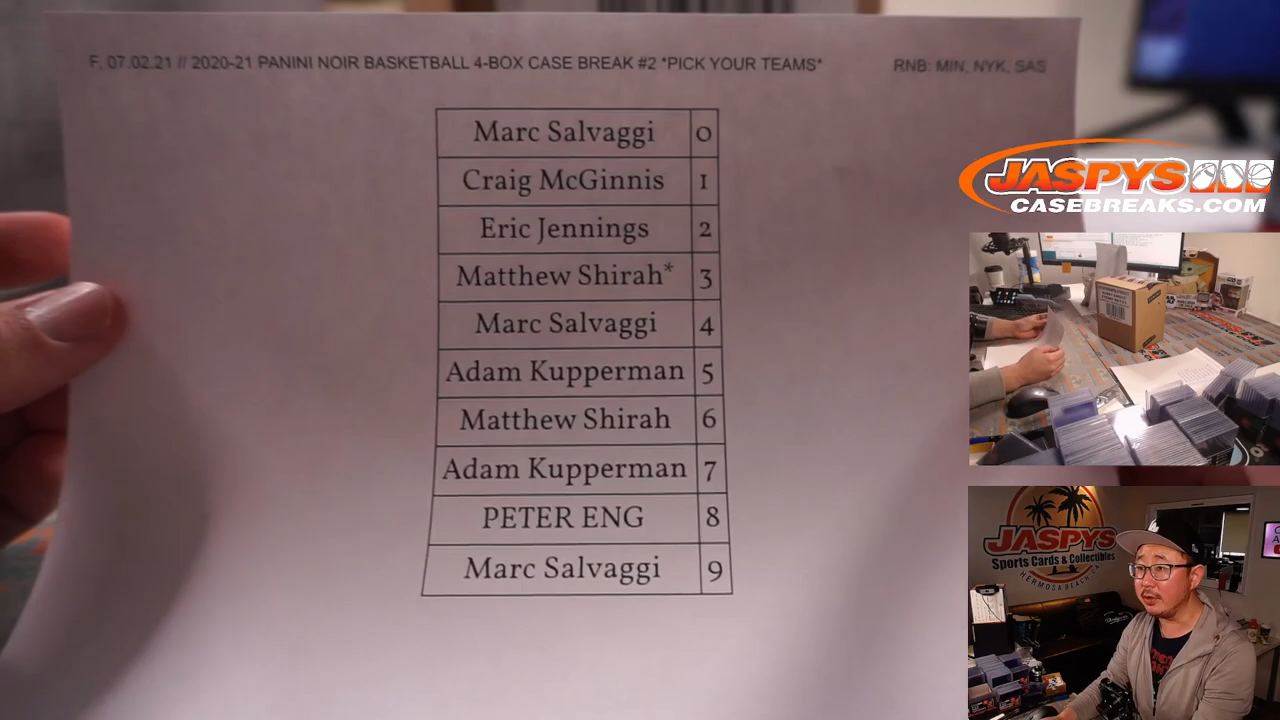 F, 07.02.21 // 2020-21 PANINI NOIR BASKETBALL 4-BOX CASE BREAK #2 *PICK YOUR TEAMS* RNB: MIN, NYK, SAS
Marc Salvaggi 0
Craig McGinnis 1
Eric Jennings 2
Matthew Shirah* 3
Marc Salvaggi 4
Adam Kupperman 5
Matthew Shirah 6
Adam Kupperman 7
PETER ENG 8
Marc Salvaggi 9
JASPYS
CASEBREAKS.COM
JASPYS
Sports Cards & Collectibles
HERMOSA BEACH, CA